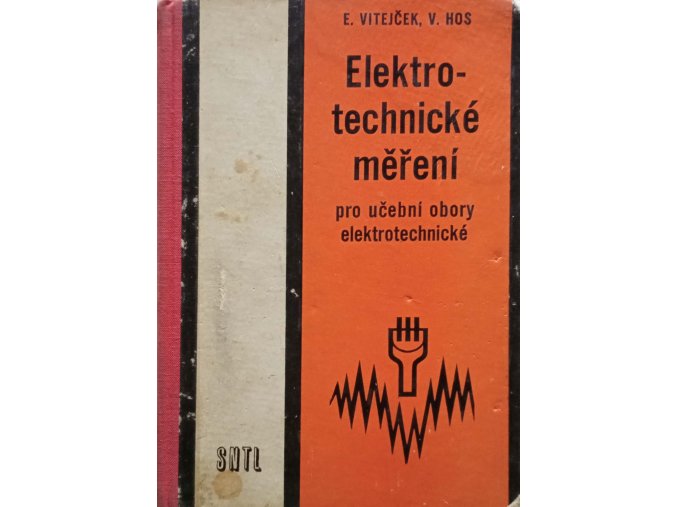 E. VITEJČEK, V. HOS
Elektro-
technické
měření
pro učební obory
elektrotechnické
SNTL